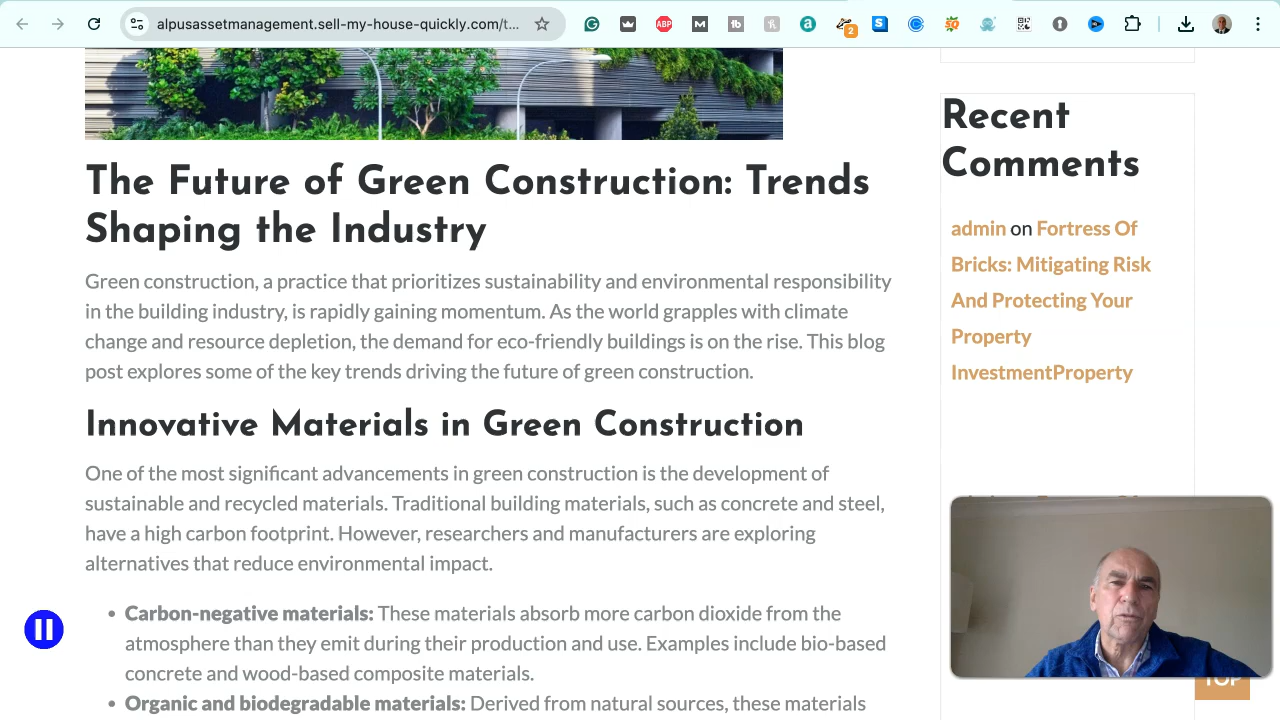 alpusassetmanagement.sell-my-house-quickly.com/t...
ABP
M
tb
h
a
2
S
SQ
The Future of Green Construction: Trends
Shaping the Industry
Green construction, a practice that prioritizes sustainability and environmental responsibility
in the building industry, is rapidly gaining momentum. As the world grapples with climate
change and resource depletion, the demand for eco-friendly buildings is on the rise. This blog
post explores some of the key trends driving the future of green construction.
Innovative Materials in Green Construction
One of the most significant advancements in green construction is the development of
sustainable and recycled materials. Traditional building materials, such as concrete and steel,
have a high carbon footprint. However, researchers and manufacturers are exploring
alternatives that reduce environmental impact.
• Carbon-negative materials: These materials absorb more carbon dioxide from the
atmosphere than they emit during their production and use. Examples include bio-based
concrete and wood-based composite materials.
• Organic and biodegradable materials: Derived from natural sources, these materials
Recent
Comments
admin on Fortress Of
Bricks: Mitigating Risk
And Protecting Your
Property
InvestmentProperty
TOP